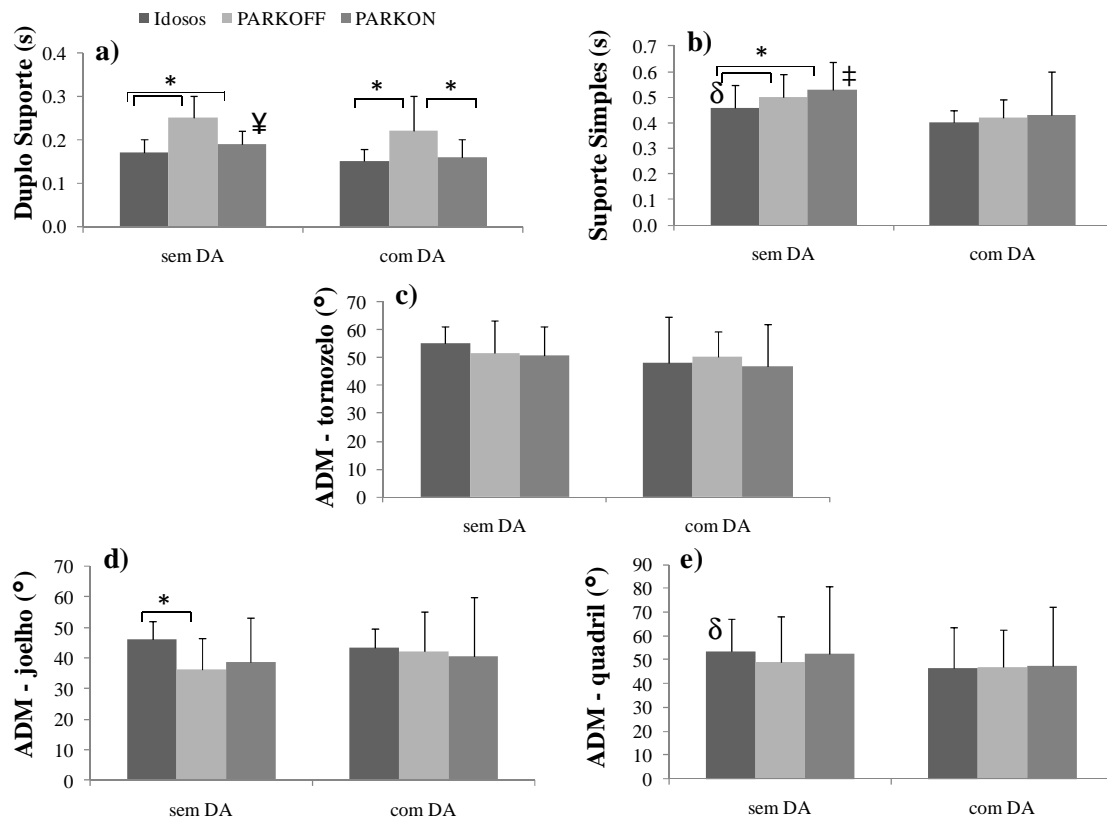 Idosos PARKOFF PARKON
a)
Duplo Suporte (s)
0.4
0.3
0.2
0.1
0.0
* * *
¥
sem DA com DA
b)
Suporte Simples (s)
0.7
0.6
0.5
0.4
0.3
0.2
0.1
0.0
*
δ ‡
sem DA com DA
c)
ADM - tornozelo (°)
70
60
50
40
30
20
10
0
sem DA com DA
d)
ADM - joelho (°)
70
60
50
40
30
20
10
0
*
sem DA com DA
e)
ADM - quadril (°)
90
80
70
60
50
40
30
20
10
0
δ
sem DA com DA